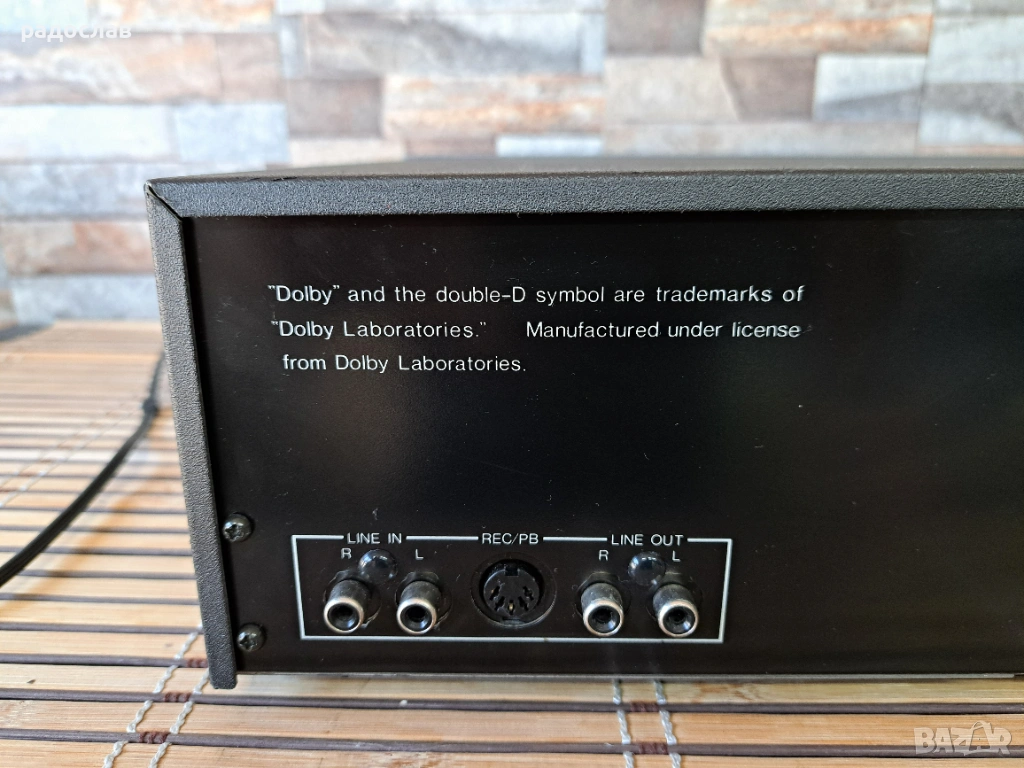 радослав
"Dolby" and the double-D symbol are trademarks of
"Dolby Laboratories." Manufactured under license
from Dolby Laboratories.
LINE IN REC/PB LINE OUT
R L R L
BAZAR